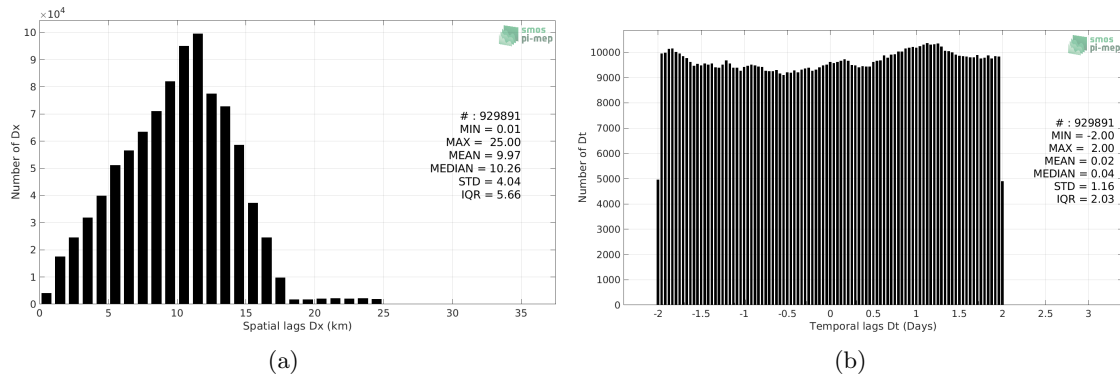 ×10⁴
10
9
8
7
6
5
4
3
2
1
0
Number of Dx
0 5 10 15 20 25 30 35
Spatial lags Dx (km)
smos
pi-mep
# : 929891
MIN = 0.01
MAX = 25.00
MEAN = 9.97
MEDIAN = 10.26
STD = 4.04
IQR = 5.66
(a)
10000
9000
8000
7000
6000
5000
4000
3000
2000
1000
0
Number of Dt
-2 -1.5 -1 -0.5 0 0.5 1 1.5 2 2.5 3
Temporal lags Dt (Days)
smos
pi-mep
# : 929891
MIN = -2.00
MAX = 2.00
MEAN = 0.02
MEDIAN = 0.04
STD = 1.16
IQR = 2.03
(b)